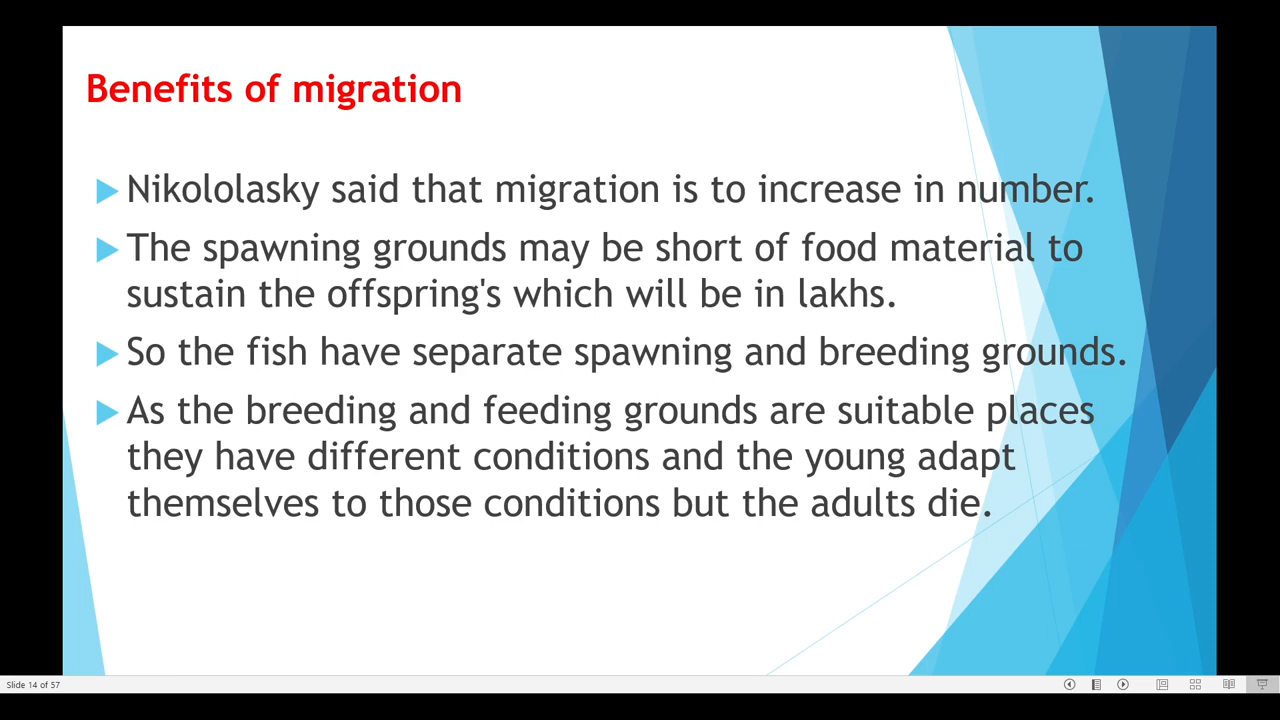 Benefits of migration
Nikololasky said that migration is to increase in number.
The spawning grounds may be short of food material to
sustain the offspring's which will be in lakhs.
So the fish have separate spawning and breeding grounds.
As the breeding and feeding grounds are suitable places
they have different conditions and the young adapt
themselves to those conditions but the adults die.
Slide 14 of 57